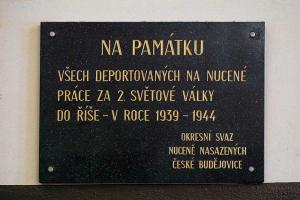 NA PAMÁTKU
VŠECH DEPORTOVANÝCH NA NUCENÉ
PRÁCE ZA 2. SVĚTOVÉ VÁLKY
DO ŘÍŠE – V ROCE 1939 – 1944
OKRESNÍ SVAZ
NUCENĚ NASAZENÝCH
ČESKÉ BUDĚJOVICE